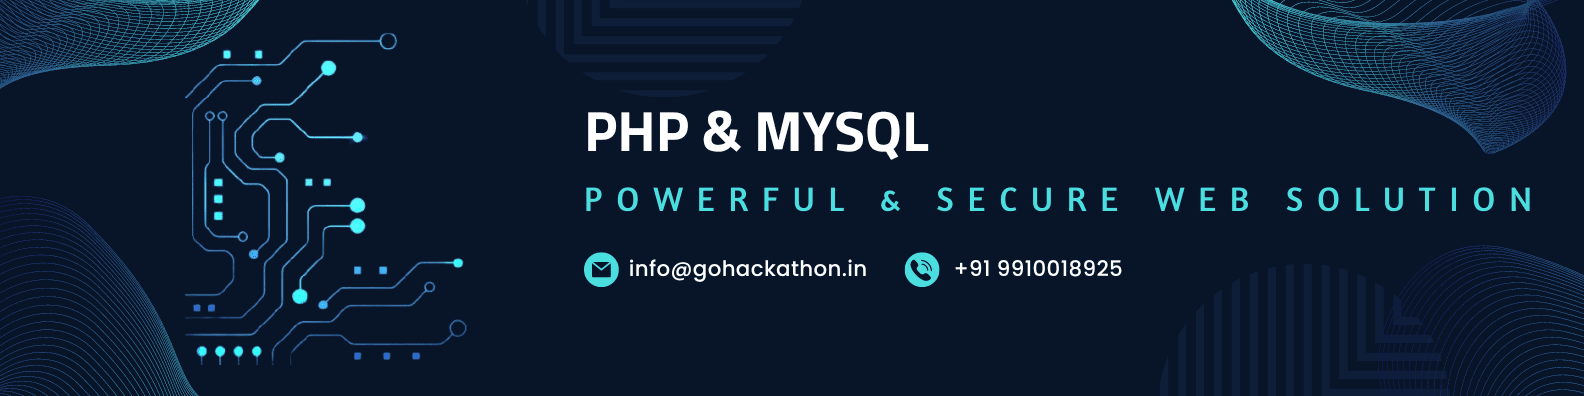 PHP & MYSQL
POWERFUL & SECURE WEB SOLUTION
info@gohackathon.in +91 9910018925